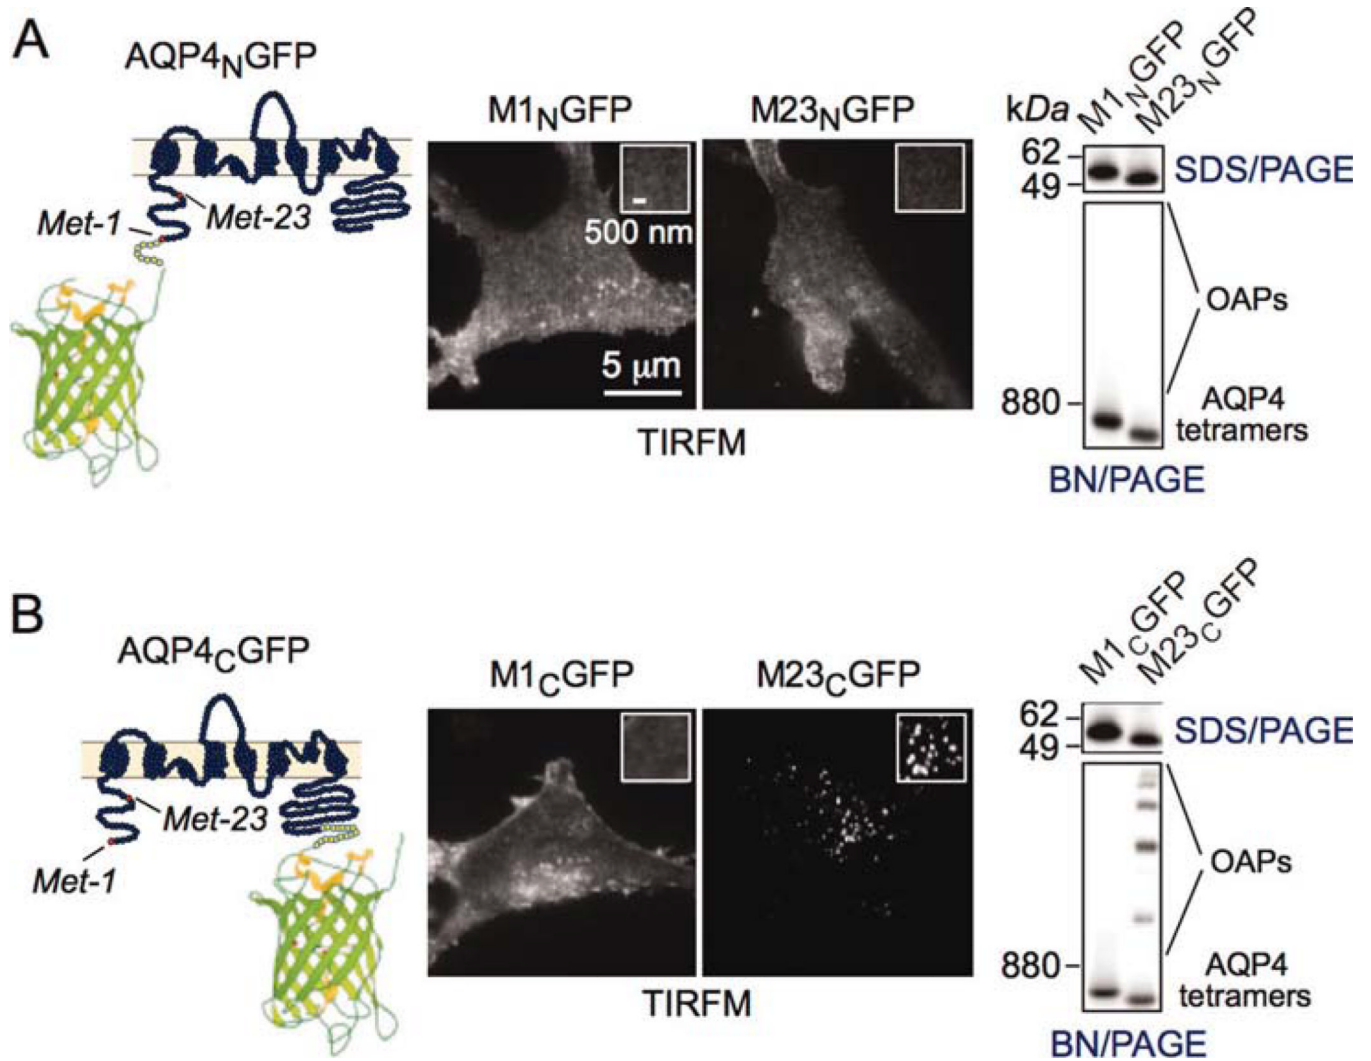 A
AQP4NGFP
Met-1
Met-23
M1NGFP
M23NGFP
500 nm
5 µm
TIRFM
kDa
M1NGFP
M23NGFP
62
49
SDS/PAGE
OAPs
880
AQP4
tetramers
BN/PAGE
B
AQP4CGFP
Met-23
Met-1
M1CGFP
M23CGFP
TIRFM
M1CGFP
M23CGFP
62
49
SDS/PAGE
OAPs
880
AQP4
tetramers
BN/PAGE